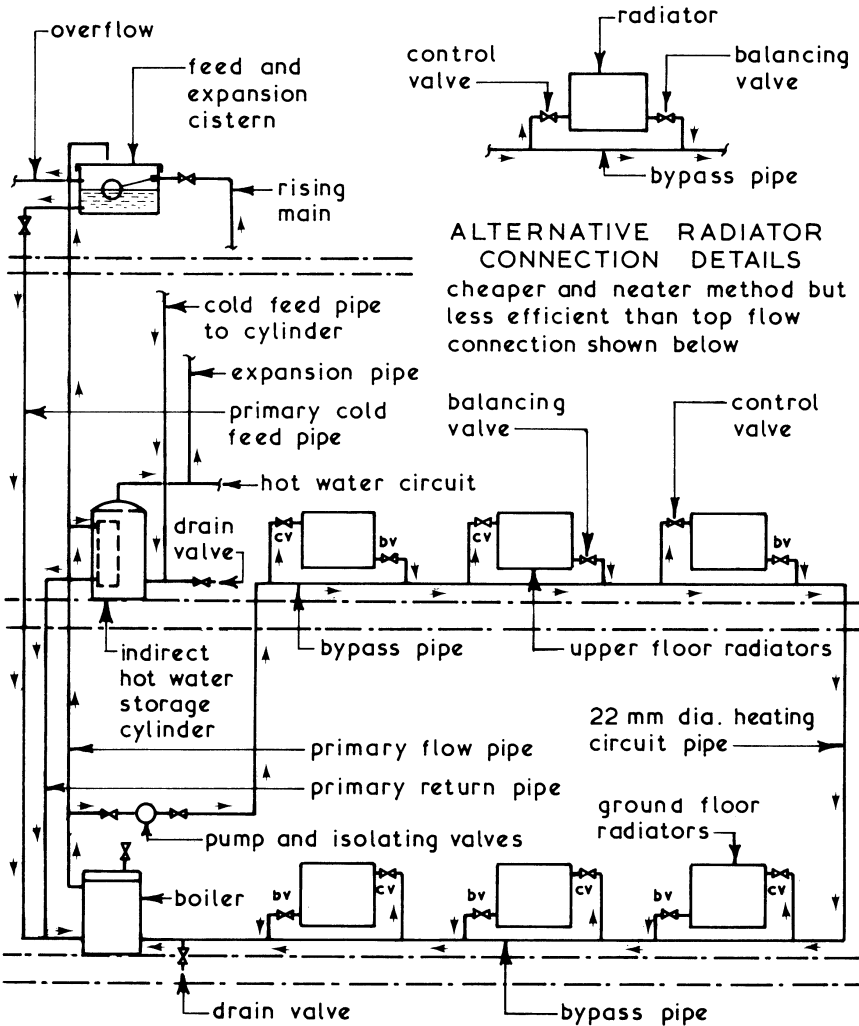 overflow
feed and
expansion
cistern
rising
main
radiator
control
valve
balancing
valve
bypass pipe
ALTERNATIVE RADIATOR
CONNECTION DETAILS
cheaper and neater method but
less efficient than top flow
connection shown below
cold feed pipe
to cylinder
expansion pipe
primary cold
feed pipe
hot water circuit
drain
valve
balancing
valve
control
valve
cv
bv
cv
bv
indirect
hot water
storage
cylinder
bypass pipe
upper floor radiators
primary flow pipe
primary return pipe
22 mm dia. heating
circuit pipe
pump and isolating valves
ground floor
radiators
boiler
bv
cv
bv
cv
bv
cv
drain valve
bypass pipe